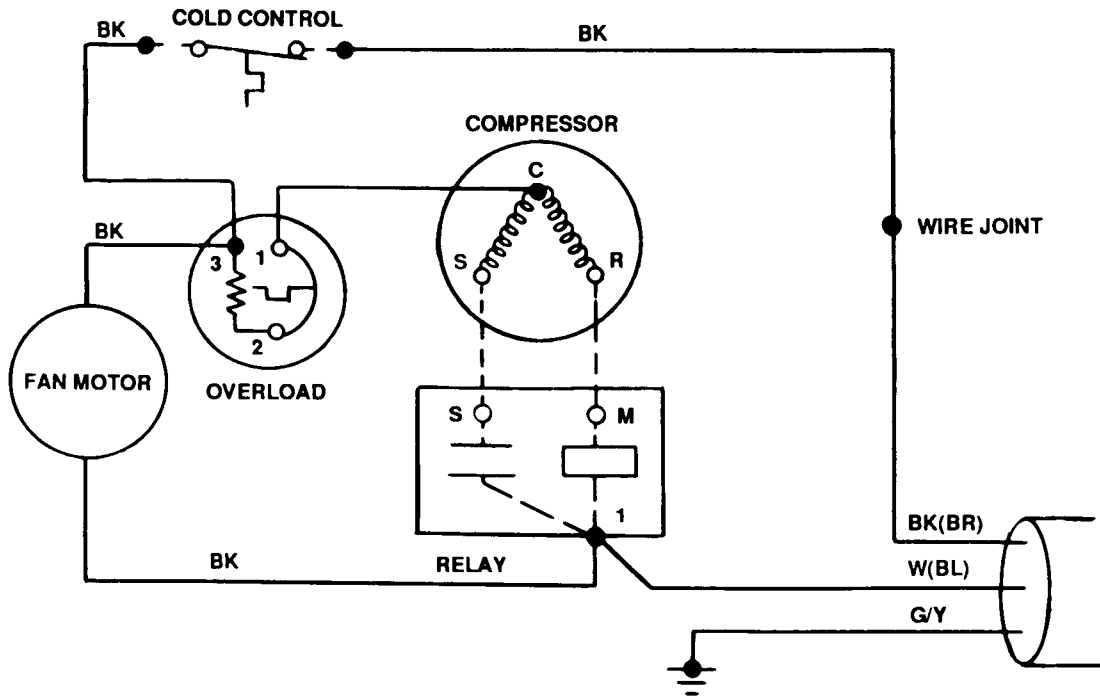 COLD CONTROL
BK
BK
COMPRESSOR
C
S
R
WIRE JOINT
BK
3
1
2
FAN MOTOR
OVERLOAD
S
M
1
BK
RELAY
BK(BR)
W(BL)
G/Y